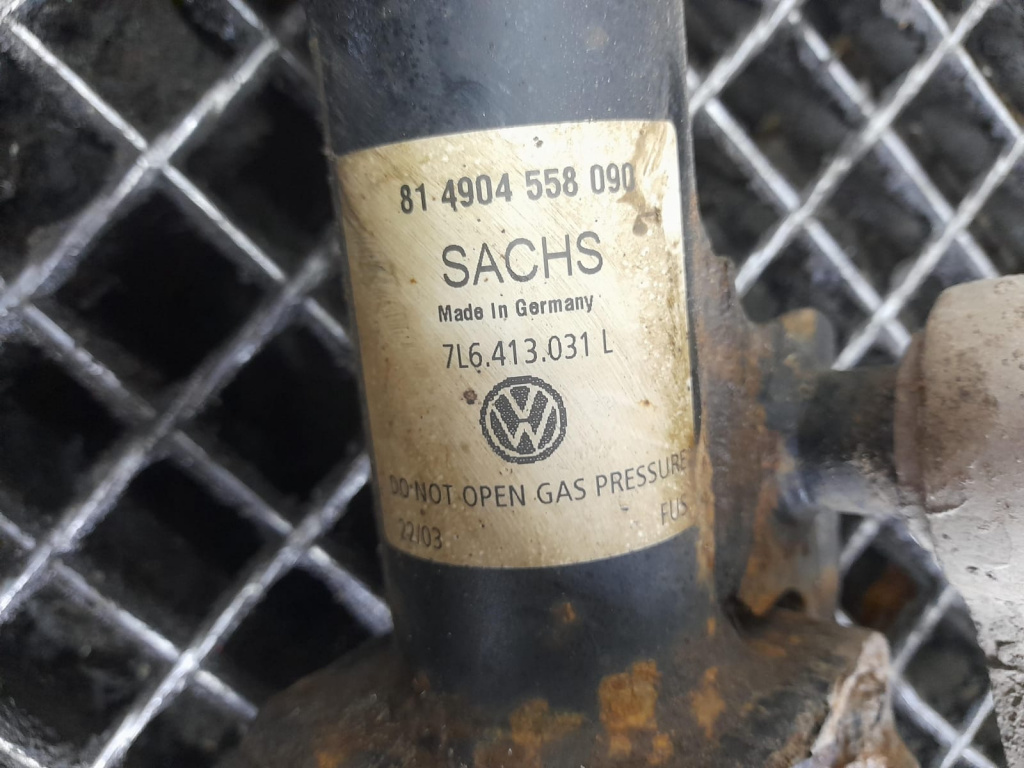 81 4904 558 090
SACHS
Made In Germany
7L6.413.031 L
DO NOT OPEN GAS PRESSURE
22/03 FUS